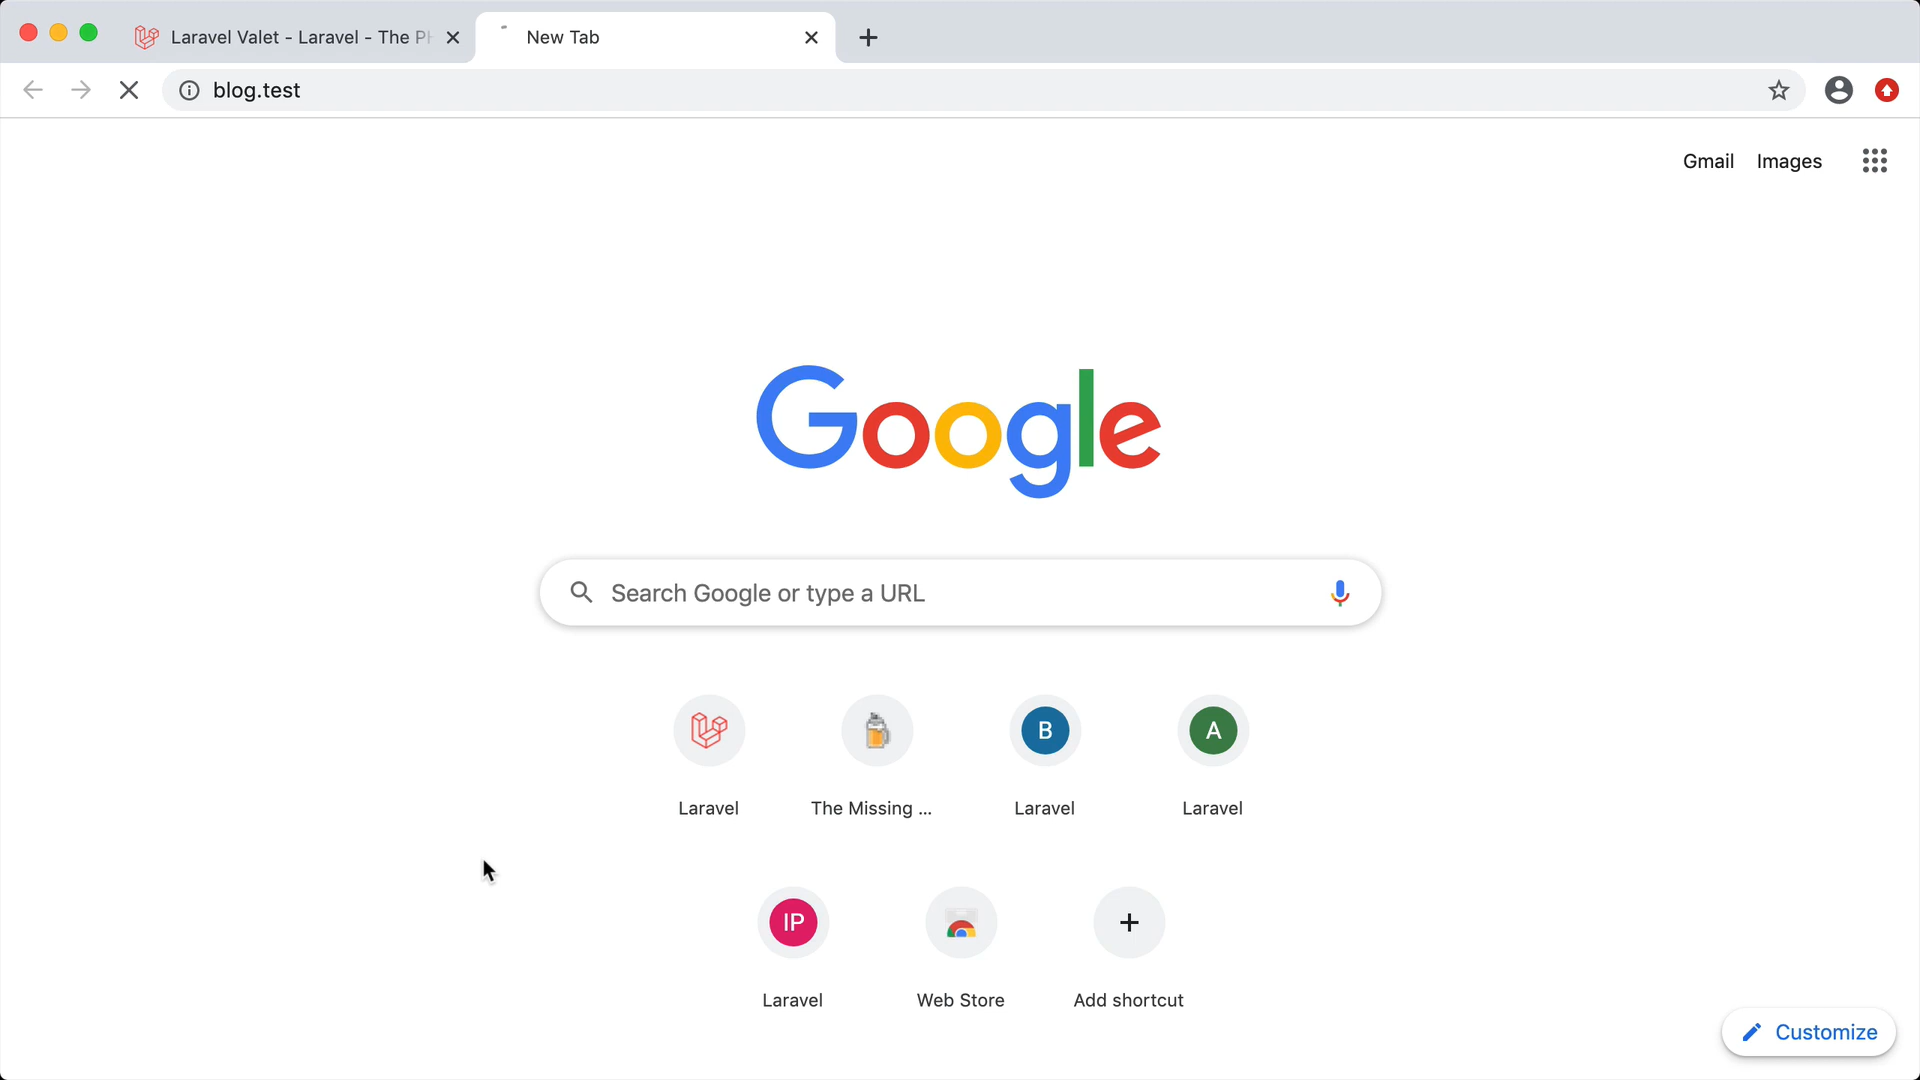 Laravel Valet - Laravel - The P
New Tab
blog.test
Gmail Images
Google
Search Google or type a URL
B A
Laravel The Missing ... Laravel Laravel
IP
Laravel Web Store Add shortcut
Customize